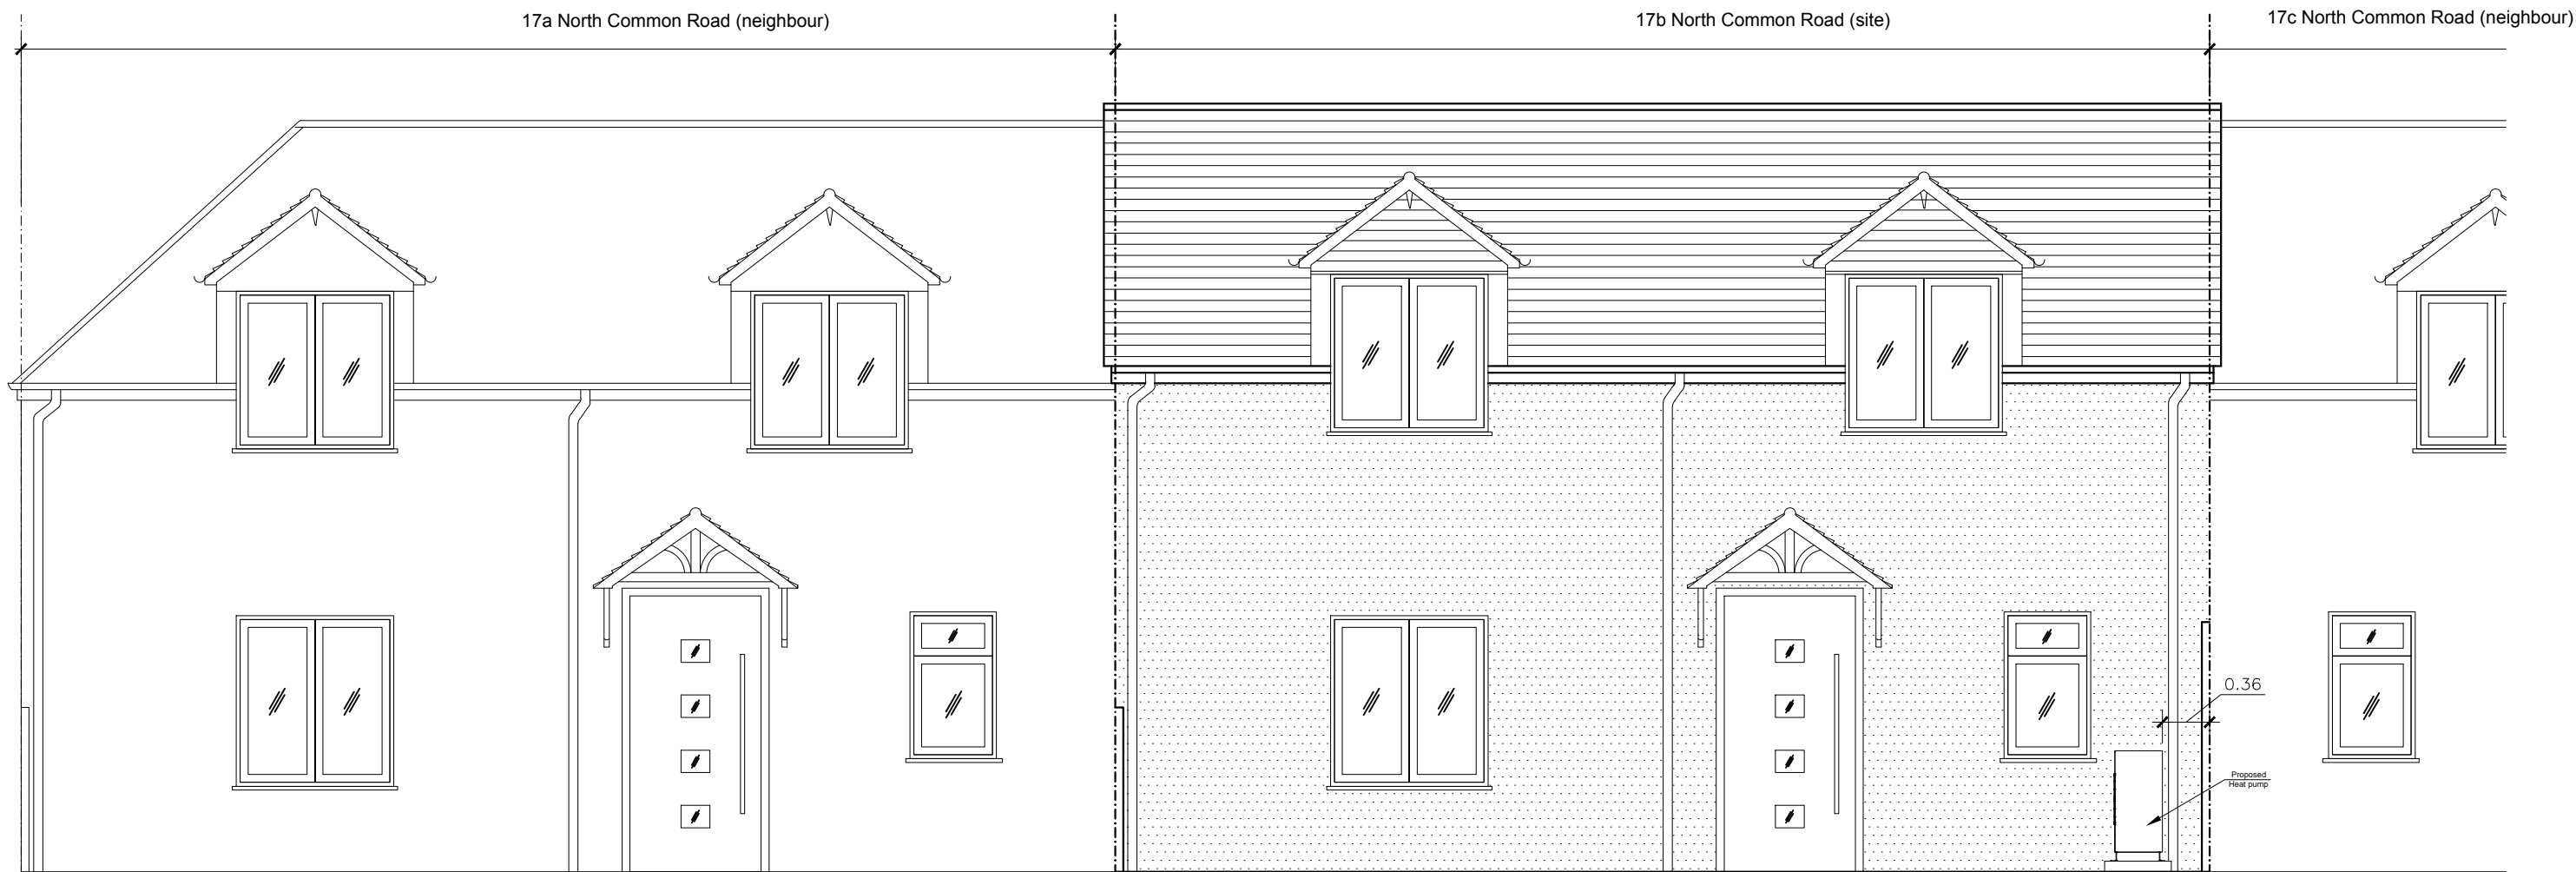 17a North Common Road (neighbour)
17b North Common Road (site)
17c North Common Road (neighbour)
0.36
Proposed
Heat pump